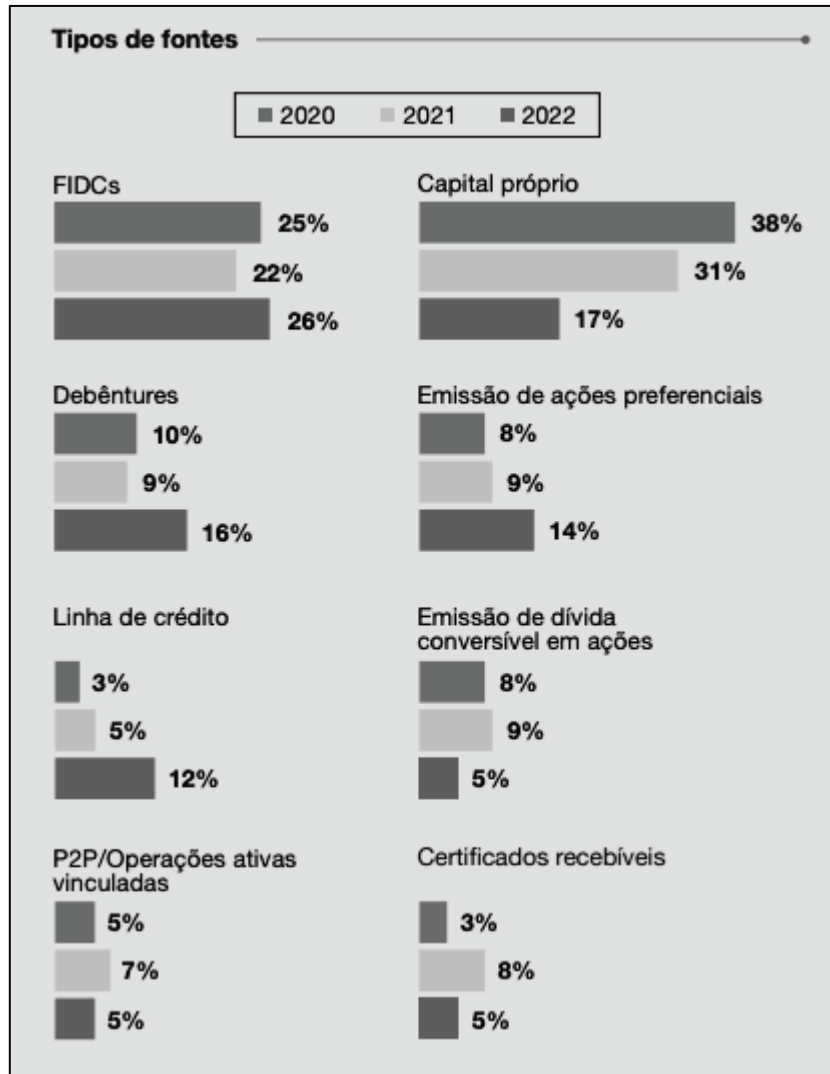 Tipos de fontes
2020 2021 2022
FIDCs
25%
22%
26%
Capital próprio
38%
31%
17%
Debêntures
10%
9%
16%
Emissão de ações preferenciais
8%
9%
14%
Linha de crédito
3%
5%
12%
Emissão de dívida
conversível em ações
8%
9%
5%
P2P/Operações ativas
vinculadas
5%
7%
5%
Certificados recebíveis
3%
8%
5%